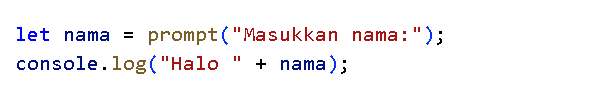 let nama = prompt("Masukkan nama:");
console.log("Halo " + nama);